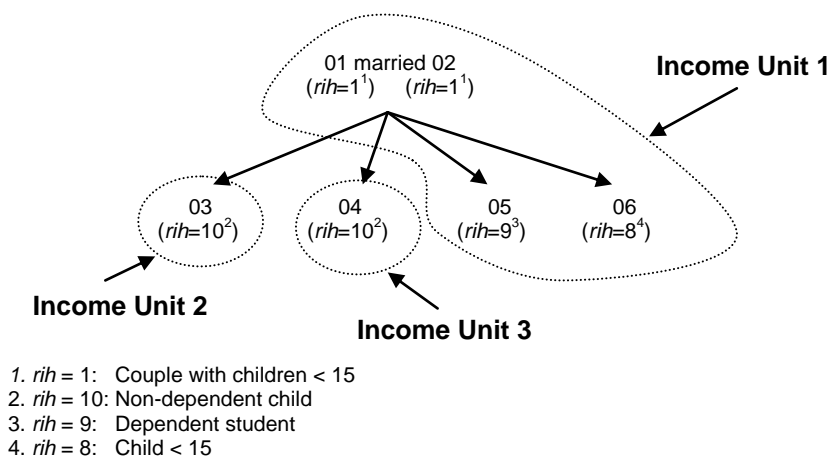 01 married 02
(rih=1¹) (rih=1¹)
Income Unit 1
03 04 05 06
(rih=10²) (rih=10²) (rih=9³) (rih=8⁴)
Income Unit 2
Income Unit 3
1. rih = 1: Couple with children < 15
2. rih = 10: Non-dependent child
3. rih = 9: Dependent student
4. rih = 8: Child < 15